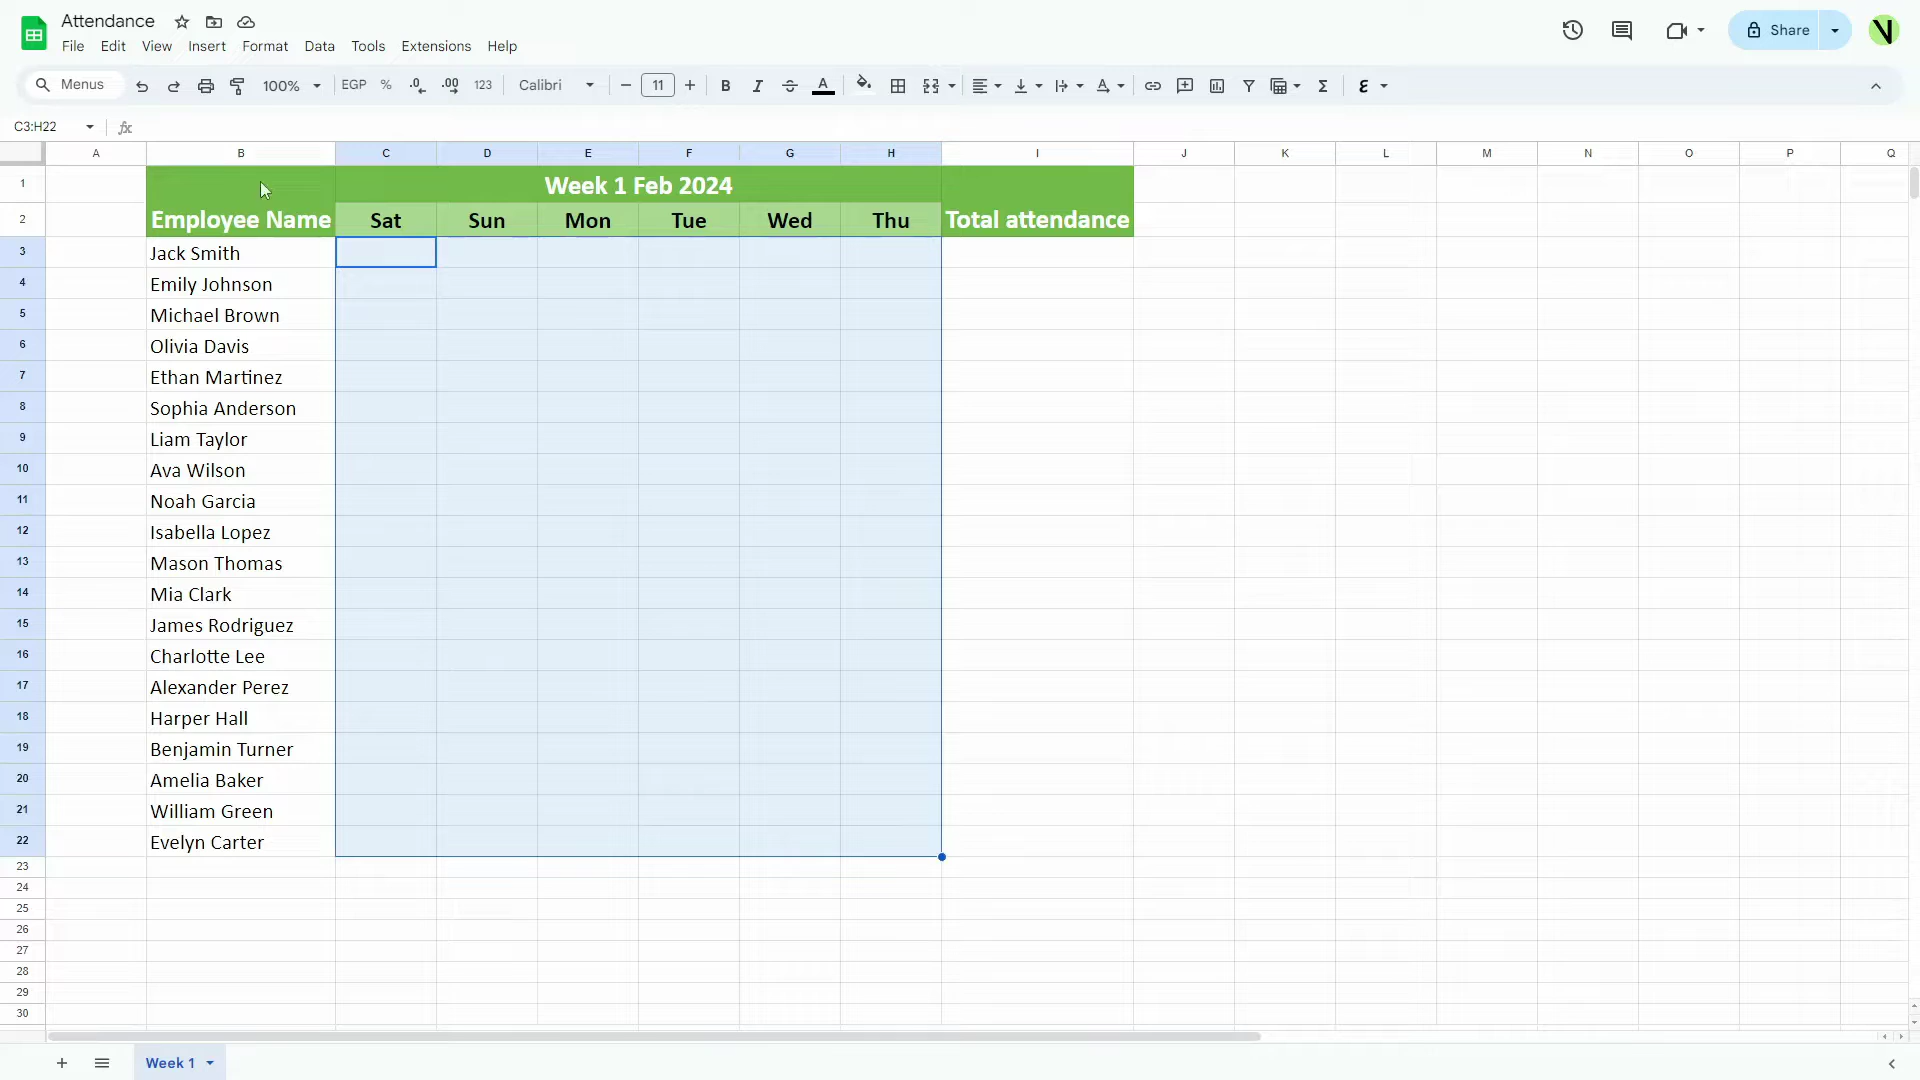 Attendance
File Edit View Insert Format Data Tools Extensions Help
Share
Menus 100% EGP % .0 .00 123 Calibri 11 B I A
C3:H22 fx
A B C D E F G H I J K L M N O P Q
1 Week 1 Feb 2024
2 Employee Name Sat Sun Mon Tue Wed Thu Total attendance
3 Jack Smith
4 Emily Johnson
5 Michael Brown
6 Olivia Davis
7 Ethan Martinez
8 Sophia Anderson
9 Liam Taylor
10 Ava Wilson
11 Noah Garcia
12 Isabella Lopez
13 Mason Thomas
14 Mia Clark
15 James Rodriguez
16 Charlotte Lee
17 Alexander Perez
18 Harper Hall
19 Benjamin Turner
20 Amelia Baker
21 William Green
22 Evelyn Carter
23
24
25
26
27
28
29
30
Week 1